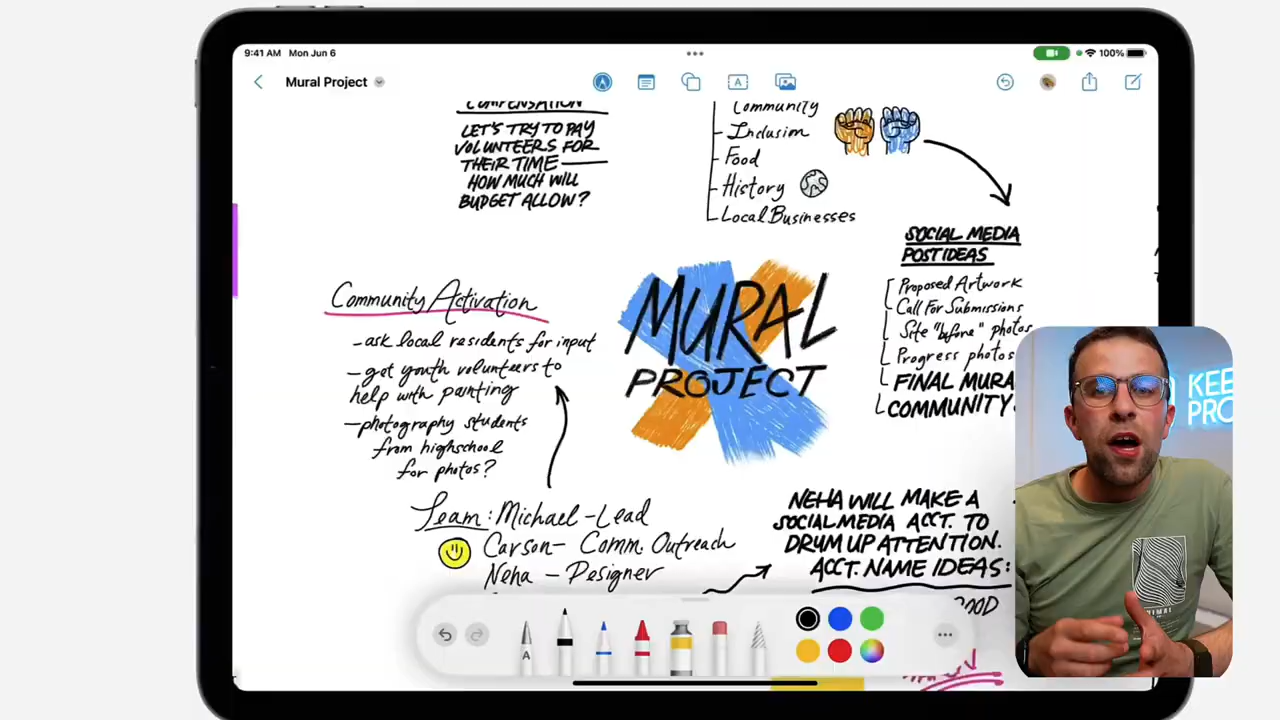 9:41 AM Mon Jun 6
100%
Mural Project
COMPENSATION
LET'S TRY TO PAY
VOLUNTEERS FOR
THEIR TIME —
HOW MUCH WILL
BUDGET ALLOW?
Community
- Inclusion
- Food
- History
Local Businesses
SOCIAL MEDIA
POST IDEAS
Proposed Artwork
Call For Submissions
Site "before" photos
Progress photos
FINAL MURA
COMMUNITY
Community Activation
- ask local residents for input
- get youth volunteers to
help with painting
- photography students
from highschool
for photos?
MURAL
PROJECT
Team: Michael - Lead
Carson - Comm. Outreach
Neha - Designer
NEHA WILL MAKE A
SOCIAL MEDIA ACCT. TO
DRUM UP ATTENTION.
ACCT. NAME IDEAS:
OOD
A
KEE
PRO